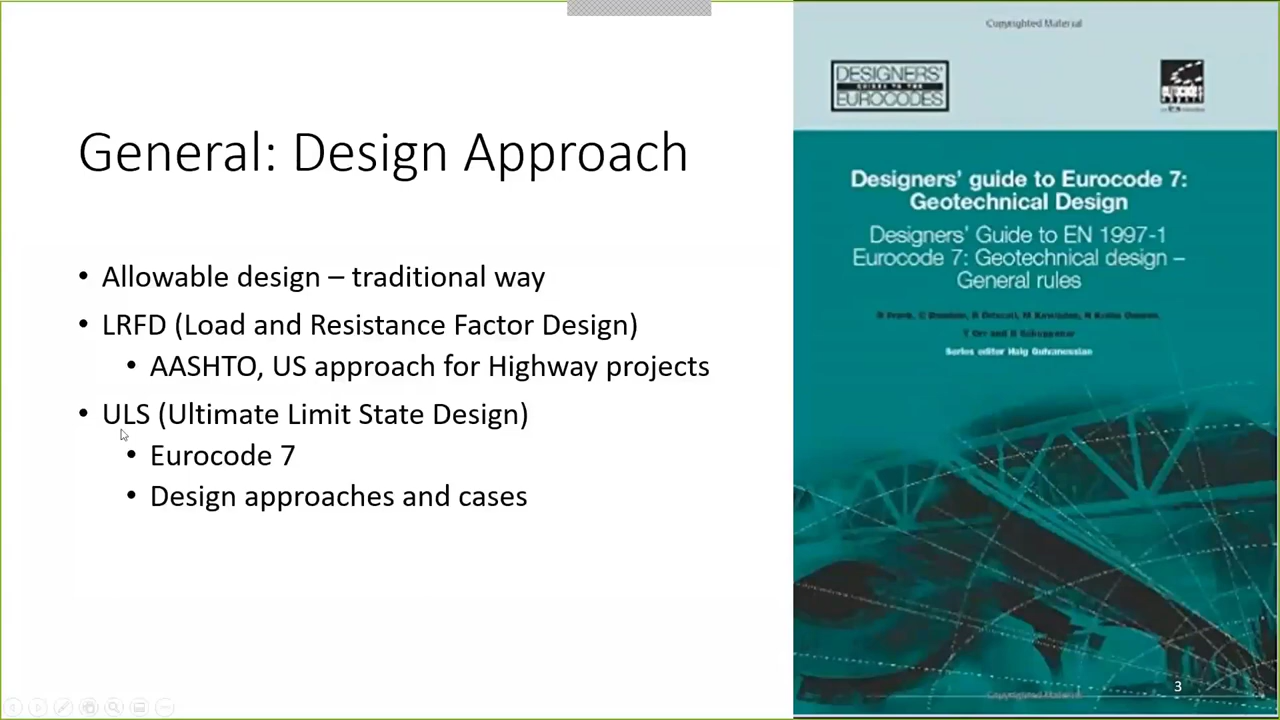 General: Design Approach
• Allowable design – traditional way
• LRFD (Load and Resistance Factor Design)
• AASHTO, US approach for Highway projects
• ULS (Ultimate Limit State Design)
• Eurocode 7
• Design approaches and cases
Copyrighted Material
DESIGNERS'
GUIDES TO THE
EUROCODES
Designers' guide to Eurocode 7:
Geotechnical Design
Designers' Guide to EN 1997-1
Eurocode 7: Geotechnical design –
General rules
Series editor Haig Gulvanessian
3
Copyrighted Material